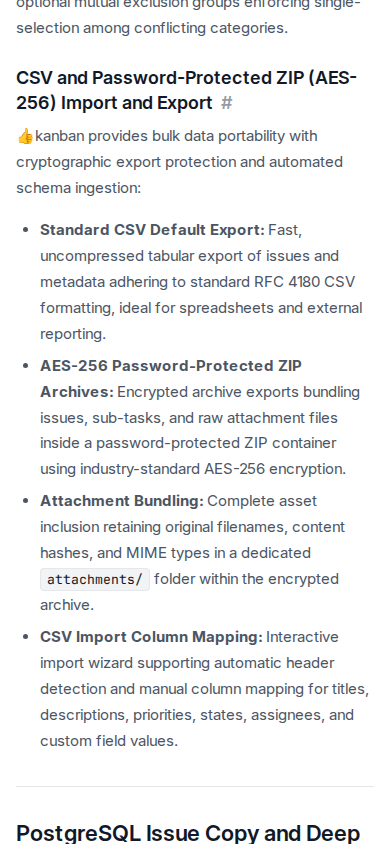 optional mutual exclusion groups enforcing single-
selection among conflicting categories.
CSV and Password-Protected ZIP (AES-
256) Import and Export #
👍kanban provides bulk data portability with
cryptographic export protection and automated
schema ingestion:
• Standard CSV Default Export: Fast,
uncompressed tabular export of issues and
metadata adhering to standard RFC 4180 CSV
formatting, ideal for spreadsheets and external
reporting.
• AES-256 Password-Protected ZIP
Archives: Encrypted archive exports bundling
issues, sub-tasks, and raw attachment files
inside a password-protected ZIP container
using industry-standard AES-256 encryption.
• Attachment Bundling: Complete asset
inclusion retaining original filenames, content
hashes, and MIME types in a dedicated
attachments/ folder within the encrypted
archive.
• CSV Import Column Mapping: Interactive
import wizard supporting automatic header
detection and manual column mapping for titles,
descriptions, priorities, states, assignees, and
custom field values.
PostgreSQL Issue Copy and Deep